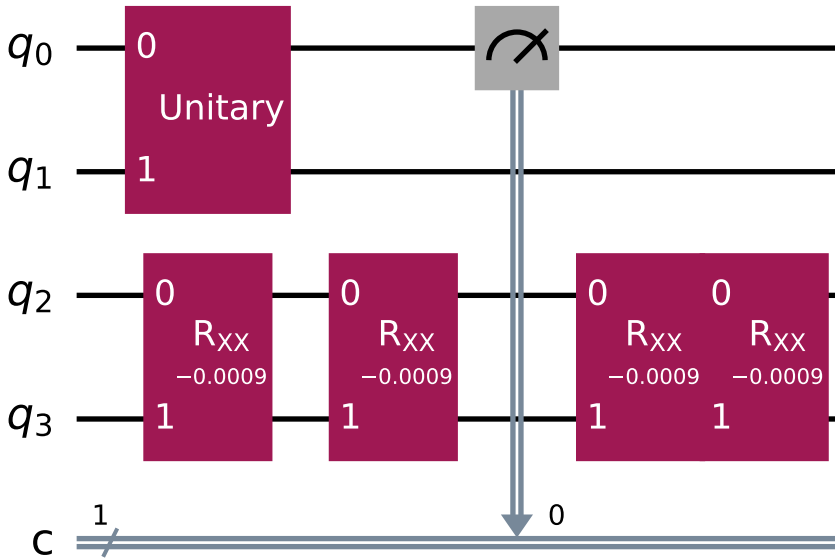 q0 0
Unitary
q1 1
q2 0 0 0 0
RXX RXX RXX RXX
−0.0009 −0.0009 −0.0009 −0.0009
q3 1 1 1 1
1 0
c